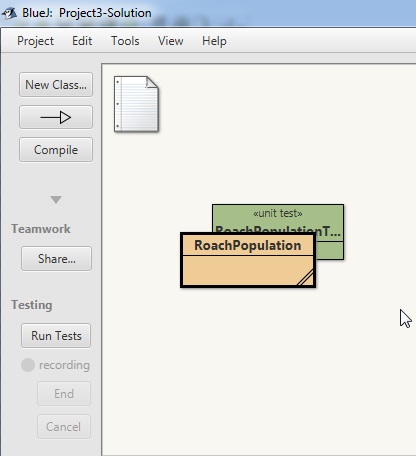 BlueJ: Project3-Solution
Project Edit Tools View Help
New Class...
Compile
Teamwork
Share...
Testing
Run Tests
recording
End
Cancel
«unit test»
RoachPopulationT...
RoachPopulation